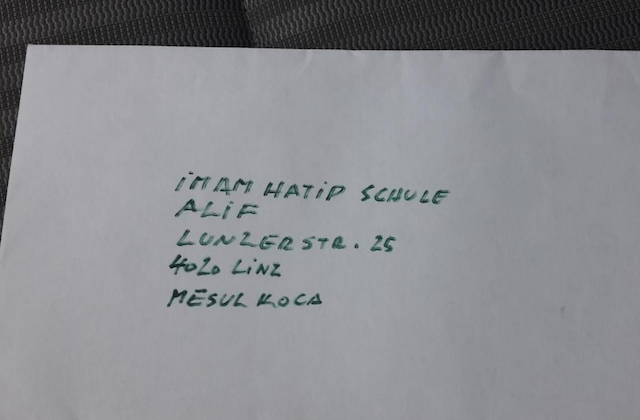 İMAM HATİP SCHULE
ALİF
LUNZERSTR. 25
4020 LiNZ
MESUL KOCA